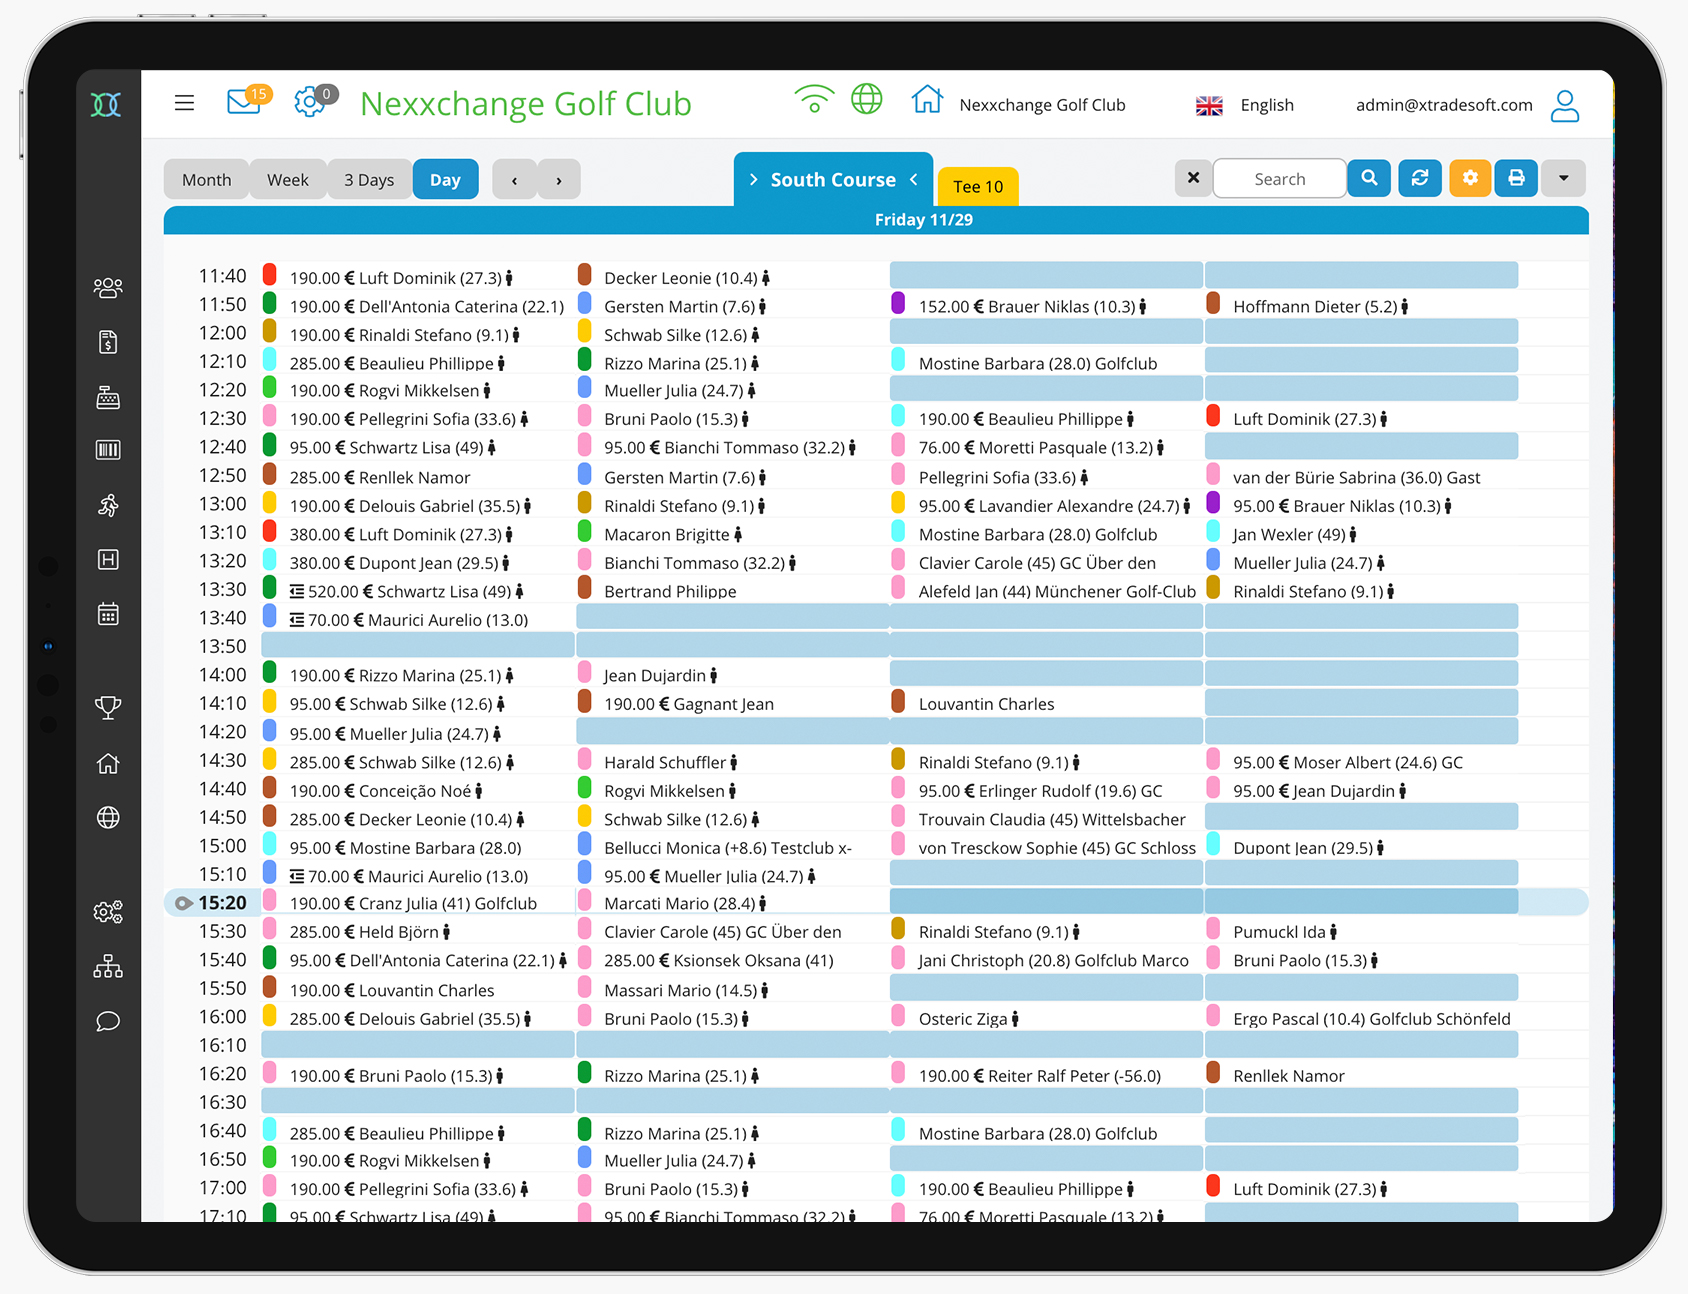 15 0 Nexxchange Golf Club Nexxchange Golf Club English admin@xtradesoft.com
Month Week 3 Days Day ‹ › > South Course < Tee 10 × Search
Friday 11/29
11:40 190.00 € Luft Dominik (27.3) Decker Leonie (10.4)
11:50 190.00 € Dell'Antonia Caterina (22.1) Gersten Martin (7.6) 152.00 € Brauer Niklas (10.3) Hoffmann Dieter (5.2)
12:00 190.00 € Rinaldi Stefano (9.1) Schwab Silke (12.6)
12:10 285.00 € Beaulieu Phillippe Rizzo Marina (25.1) Mostine Barbara (28.0) Golfclub
12:20 190.00 € Rogvi Mikkelsen Mueller Julia (24.7)
12:30 190.00 € Pellegrini Sofia (33.6) Bruni Paolo (15.3) 190.00 € Beaulieu Phillippe Luft Dominik (27.3)
12:40 95.00 € Schwartz Lisa (49) 95.00 € Bianchi Tommaso (32.2) 76.00 € Moretti Pasquale (13.2)
12:50 285.00 € Renllek Namor Gersten Martin (7.6) Pellegrini Sofia (33.6) van der Bürie Sabrina (36.0) Gast
13:00 190.00 € Delouis Gabriel (35.5) Rinaldi Stefano (9.1) 95.00 € Lavandier Alexandre (24.7) 95.00 € Brauer Niklas (10.3)
13:10 380.00 € Luft Dominik (27.3) Macaron Brigitte Mostine Barbara (28.0) Golfclub Jan Wexler (49)
13:20 380.00 € Dupont Jean (29.5) Bianchi Tommaso (32.2) Clavier Carole (45) GC Über den Mueller Julia (24.7)
13:30 520.00 € Schwartz Lisa (49) Bertrand Philippe Alefeld Jan (44) Münchener Golf-Club Rinaldi Stefano (9.1)
13:40 70.00 € Maurici Aurelio (13.0)
13:50
14:00 190.00 € Rizzo Marina (25.1) Jean Dujardin
14:10 95.00 € Schwab Silke (12.6) 190.00 € Gagnant Jean Louvantin Charles
14:20 95.00 € Mueller Julia (24.7)
14:30 285.00 € Schwab Silke (12.6) Harald Schuffler Rinaldi Stefano (9.1) 95.00 € Moser Albert (24.6) GC
14:40 190.00 € Conceição Noé Rogvi Mikkelsen 95.00 € Erlinger Rudolf (19.6) GC 95.00 € Jean Dujardin
14:50 285.00 € Decker Leonie (10.4) Schwab Silke (12.6) Trouvain Claudia (45) Wittelsbacher
15:00 95.00 € Mostine Barbara (28.0) Bellucci Monica (+8.6) Testclub x- von Tresckow Sophie (45) GC Schloss Dupont Jean (29.5)
15:10 70.00 € Maurici Aurelio (13.0) 95.00 € Mueller Julia (24.7)
15:20 190.00 € Cranz Julia (41) Golfclub Marcati Mario (28.4)
15:30 285.00 € Held Björn Clavier Carole (45) GC Über den Rinaldi Stefano (9.1) Pumuckl Ida
15:40 95.00 € Dell'Antonia Caterina (22.1) 285.00 € Ksionsek Oksana (41) Jani Christoph (20.8) Golfclub Marco Bruni Paolo (15.3)
15:50 190.00 € Louvantin Charles Massari Mario (14.5)
16:00 285.00 € Delouis Gabriel (35.5) Bruni Paolo (15.3) Osteric Ziga Ergo Pascal (10.4) Golfclub Schönfeld
16:10
16:20 190.00 € Bruni Paolo (15.3) Rizzo Marina (25.1) 190.00 € Reiter Ralf Peter (-56.0) Renllek Namor
16:30
16:40 285.00 € Beaulieu Phillippe Rizzo Marina (25.1) Mostine Barbara (28.0) Golfclub
16:50 190.00 € Rogvi Mikkelsen Mueller Julia (24.7)
17:00 190.00 € Pellegrini Sofia (33.6) Bruni Paolo (15.3) 190.00 € Beaulieu Phillippe Luft Dominik (27.3)
17:10 95.00 € Schwartz Lisa (49) 95.00 € Bianchi Tommaso (32.2) 76.00 € Moretti Pasquale (13.2)